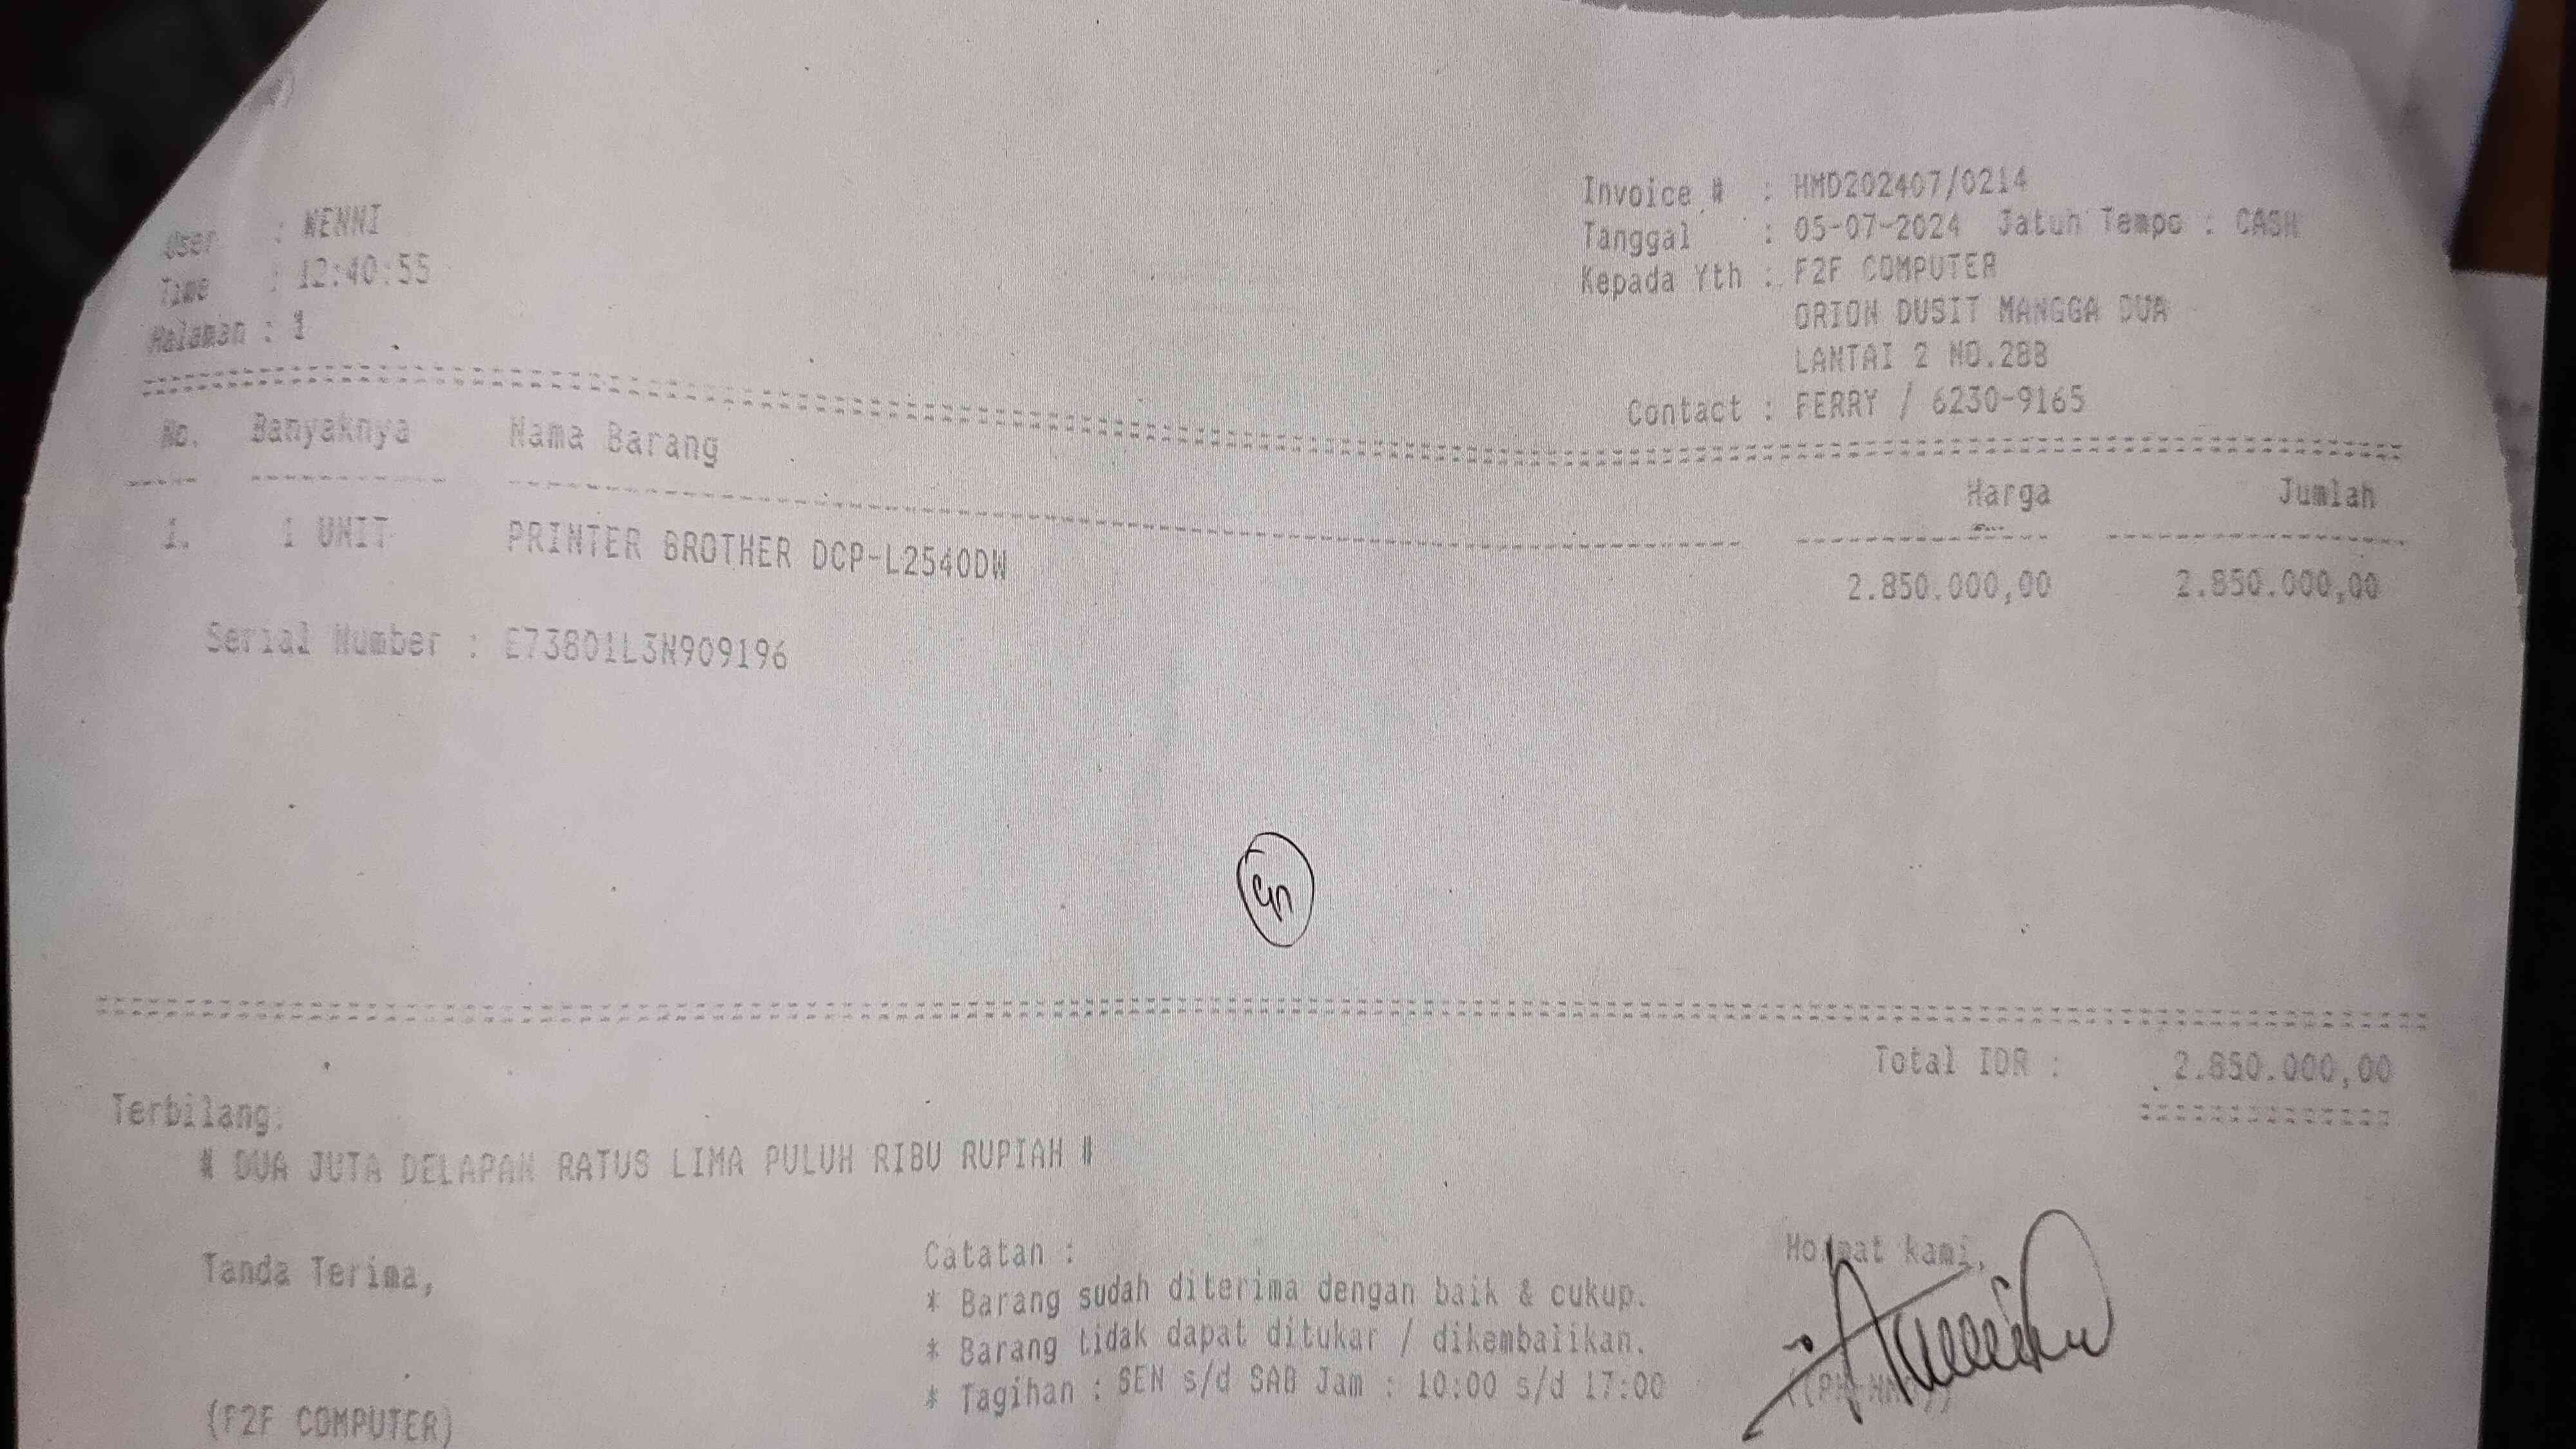 User : NENNI
Time : 12:40:55
Halaman : 1
Invoice # : HMD202407/0214
Tanggal : 05-07-2024 Jatuh Tempo : CASH
Kepada Yth : F2F COMPUTER
ORION DUSIT MANGGA DUA
LANTAI 2 NO.28B
Contact : FERRY / 6230-9165
No. Banyaknya Nama Barang Harga Jumlah
1. 1 UNIT PRINTER BROTHER DCP-L2540DW 2.850.000,00 2.850.000,00
Serial Number : E73801L3N909196
Total IDR : 2.850.000,00
Terbilang:
# DUA JUTA DELAPAN RATUS LIMA PULUH RIBU RUPIAH #
Tanda Terima,
Catatan :
* Barang sudah diterima dengan baik & cukup.
* Barang tidak dapat ditukar / dikembalikan.
* Tagihan : SEN s/d SAB Jam : 10:00 s/d 17:00
Hormat kami,
(F2F COMPUTER)